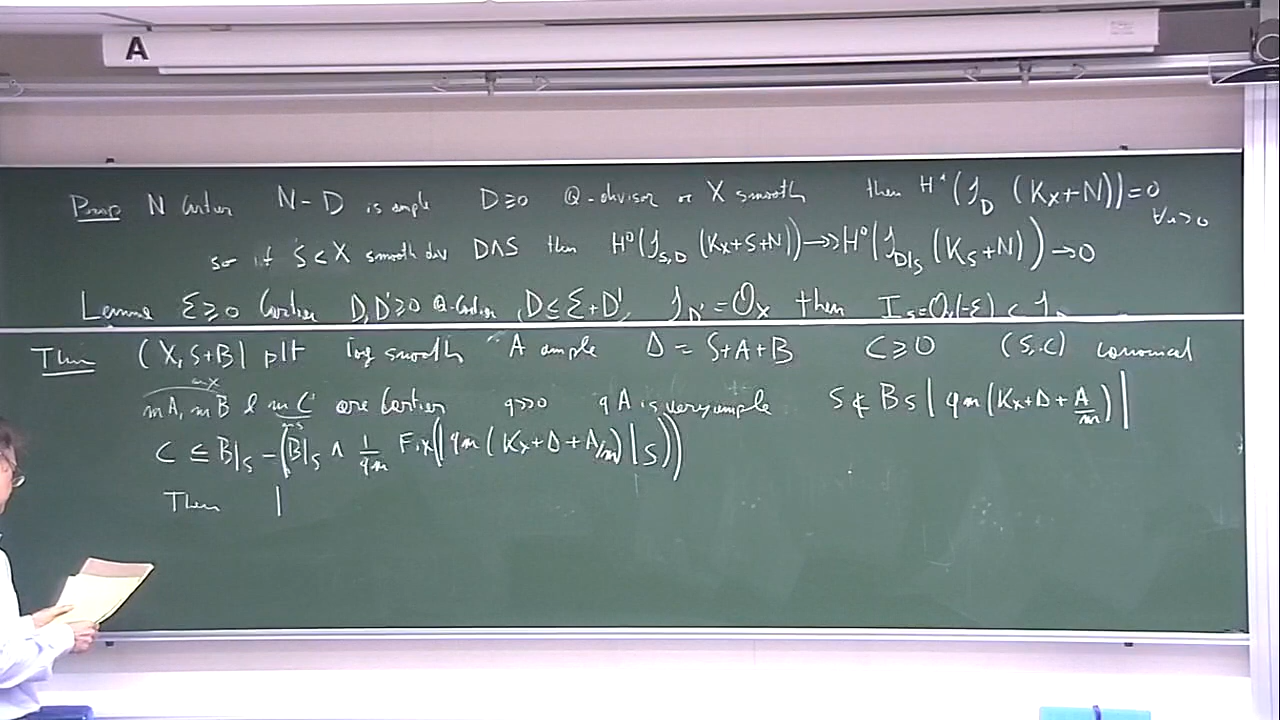 A
Prop N Cartier N-D is ample D≥0 Q-divisor on X smooth then Hⁿ(J_D (K_X+N))=0 ∀n>0
so if S⊂X smooth div D∧S then H⁰(J_{S,D} (K_X+S+N)) →→ H⁰(J_{D|_S} (K_S+N)) → 0
Lemma Σ≥0 Cartier D,D'≥0 Q-Cartier, D≤Σ+D', J_{D'}=O_X then I_Σ=O_X(-Σ) ⊂ J
Thm (X, S+B) plt log smooth A ample Δ = S+A+B C≥0 (S,C) canonical
mA, mB & mC are Cartier q>>0 qA is very ample S ⊄ Bs | qm (K_X+Δ+A/m) |
C ≤ B|_S - (B|_S ∧ 1/qm Fix(| qm (K_X+Δ+A/m) |_S))
Then |